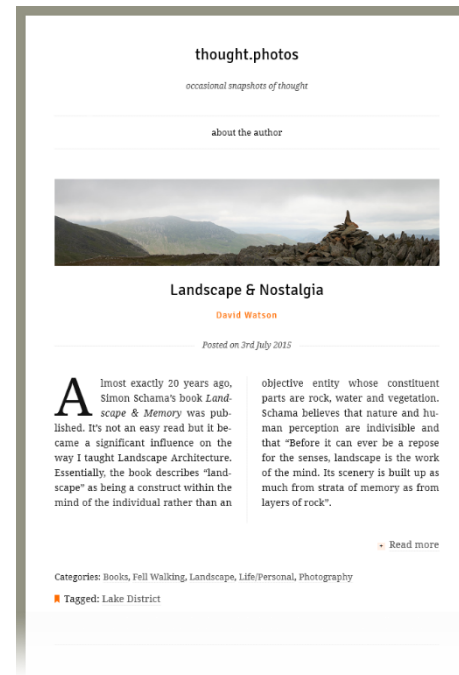 thought.photos
occasional snapshots of thought
about the author
Landscape & Nostalgia
David Watson
Posted on 3rd July 2015
Almost exactly 20 years ago,
Simon Schama's book Land-
scape & Memory was pub-
lished. It's not an easy read but it be-
came a significant influence on the
way I taught Landscape Architecture.
Essentially, the book describes “land-
scape” as being a construct within the
mind of the individual rather than an
objective entity whose constituent
parts are rock, water and vegetation.
Schama believes that nature and hu-
man perception are indivisible and
that “Before it can ever be a repose
for the senses, landscape is the work
of the mind. Its scenery is built up as
much from strata of memory as from
layers of rock”.
Read more
Categories: Books, Fell Walking, Landscape, Life/Personal, Photography
Tagged: Lake District